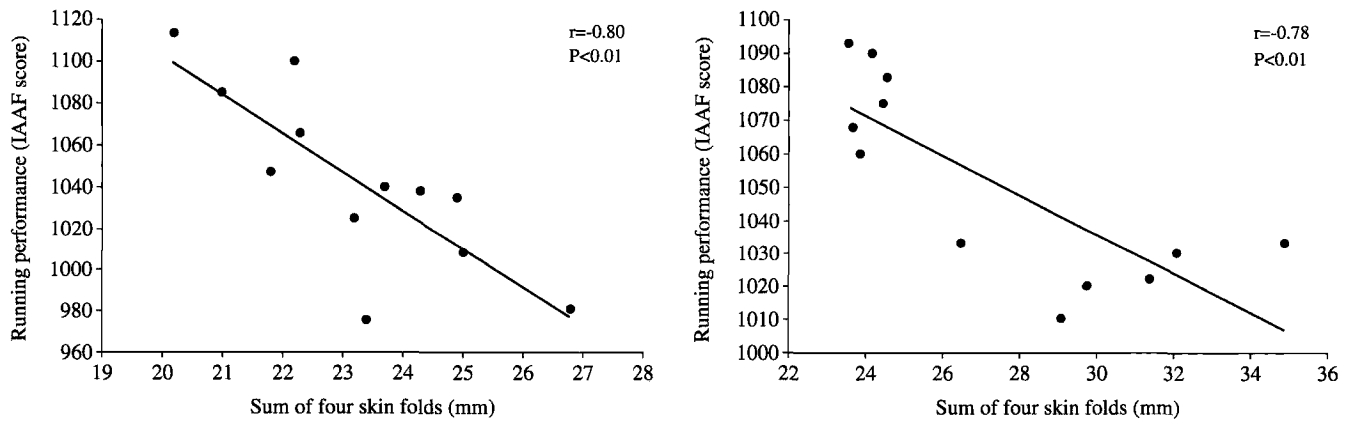 1120
1100
1080
1060
1040
1020
1000
980
960
19 20 21 22 23 24 25 26 27 28
Sum of four skin folds (mm)
Running performance (IAAF score)
r=-0.80
P<0.01
1100
1090
1080
1070
1060
1050
1040
1030
1020
1010
1000
22 24 26 28 30 32 34 36
Sum of four skin folds (mm)
Running performance (IAAF score)
r=-0.78
P<0.01